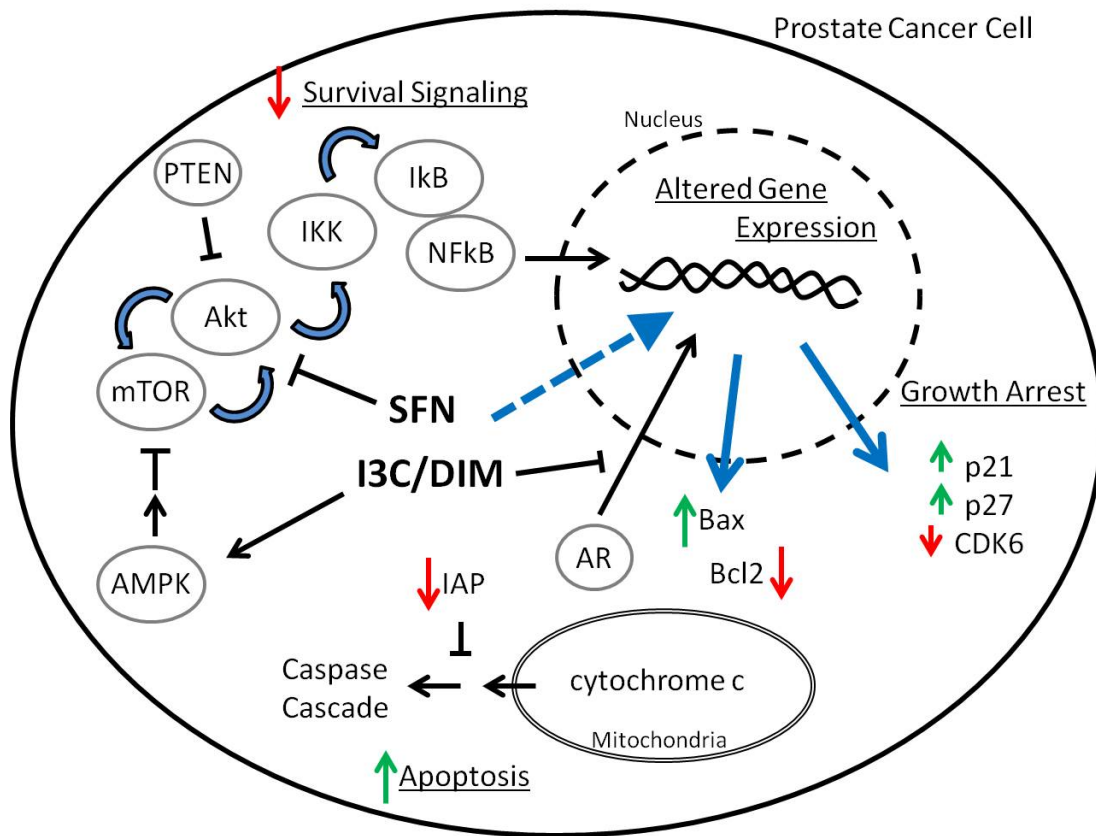 Prostate Cancer Cell
Survival Signaling
Nucleus
PTEN
IkB
Altered Gene
Expression
IKK
NFkB
Akt
mTOR
SFN
Growth Arrest
I3C/DIM
p21
p27
CDK6
Bax
AR
Bcl2
AMPK
IAP
Caspase
Cascade
cytochrome c
Mitochondria
Apoptosis